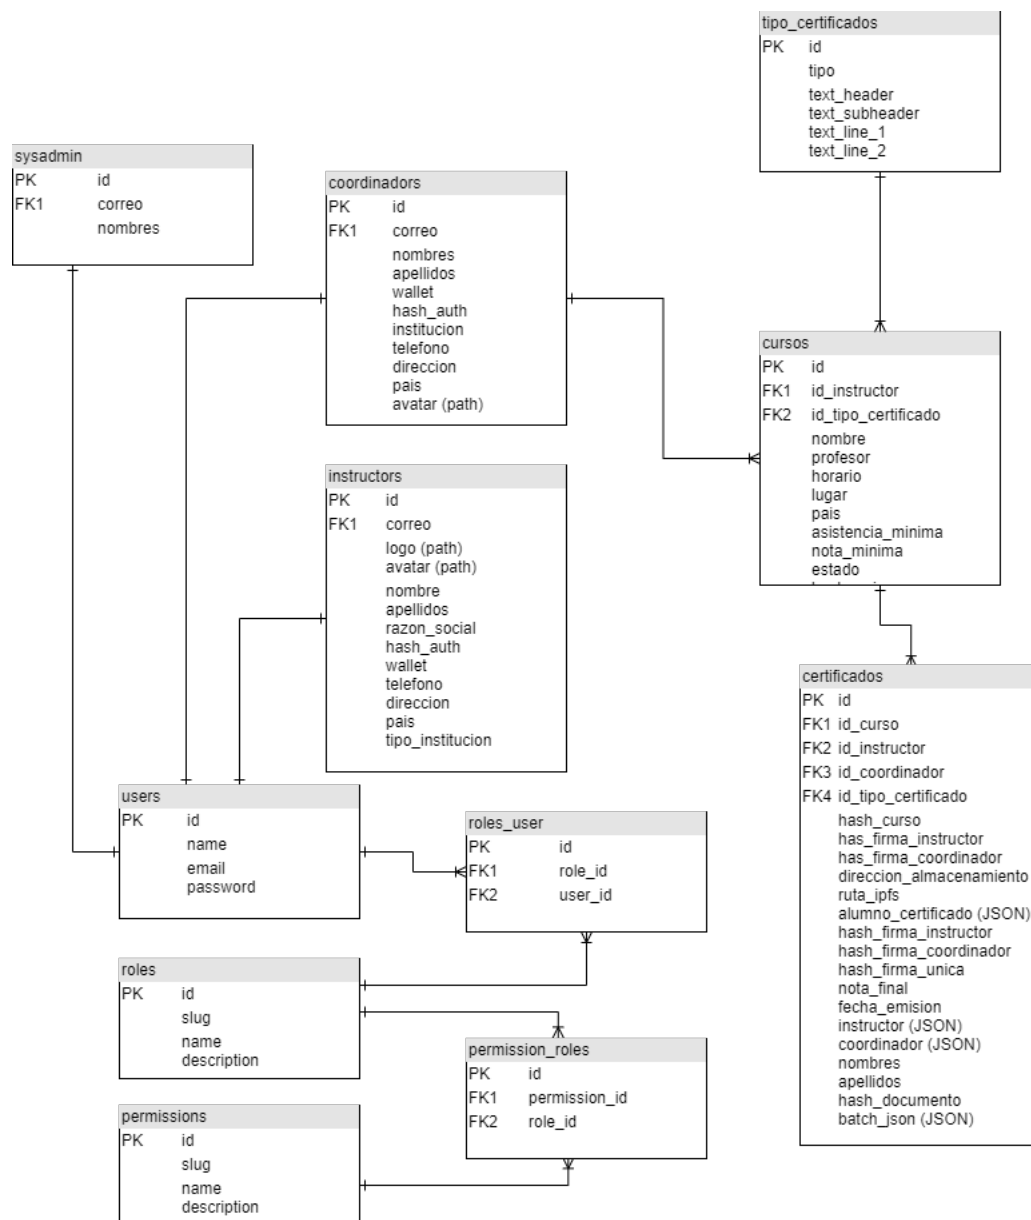 tipo_certificados
PK id
tipo
text_header
text_subheader
text_line_1
text_line_2
sysadmin
PK id
FK1 correo
nombres
coordinadors
PK id
FK1 correo
nombres
apellidos
wallet
hash_auth
institucion
telefono
direccion
pais
avatar (path)
cursos
PK id
FK1 id_instructor
FK2 id_tipo_certificado
nombre
profesor
horario
lugar
pais
asistencia_minima
nota_minima
estado
instructors
PK id
FK1 correo
logo (path)
avatar (path)
nombre
apellidos
razon_social
hash_auth
wallet
telefono
direccion
pais
tipo_institucion
certificados
PK id
FK1 id_curso
FK2 id_instructor
FK3 id_coordinador
FK4 id_tipo_certificado
hash_curso
has_firma_instructor
has_firma_coordinador
direccion_almacenamiento
ruta_ipfs
alumno_certificado (JSON)
hash_firma_instructor
hash_firma_coordinador
hash_firma_unica
nota_final
fecha_emision
instructor (JSON)
coordinador (JSON)
nombres
apellidos
hash_documento
batch_json (JSON)
users
PK id
name
email
password
roles_user
PK id
FK1 role_id
FK2 user_id
roles
PK id
slug
name
description
permission_roles
PK id
FK1 permission_id
FK2 role_id
permissions
PK id
slug
name
description